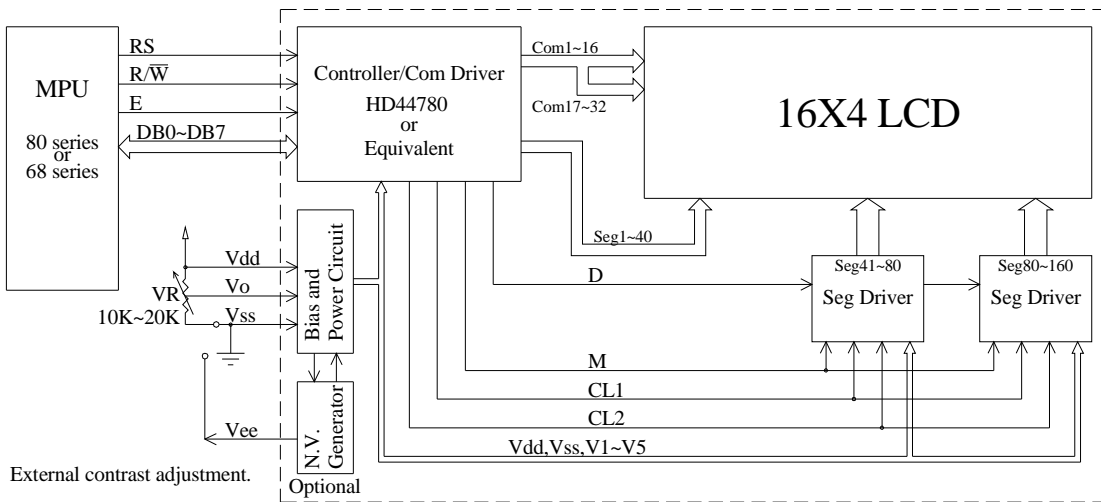 MPU
80 series
or
68 series
RS
R/W̅
E
DB0~DB7
Controller/Com Driver
HD44780
or
Equivalent
Com1~16
Com17~32
16X4 LCD
Seg1~40
Seg41~80
Seg Driver
Seg80~160
Seg Driver
D
M
CL1
CL2
Vdd,Vss,V1~V5
Vdd
Vo
Vss
VR
10K~20K
Bias and
Power Circuit
N.V.
Generator
Vee
Optional
External contrast adjustment.